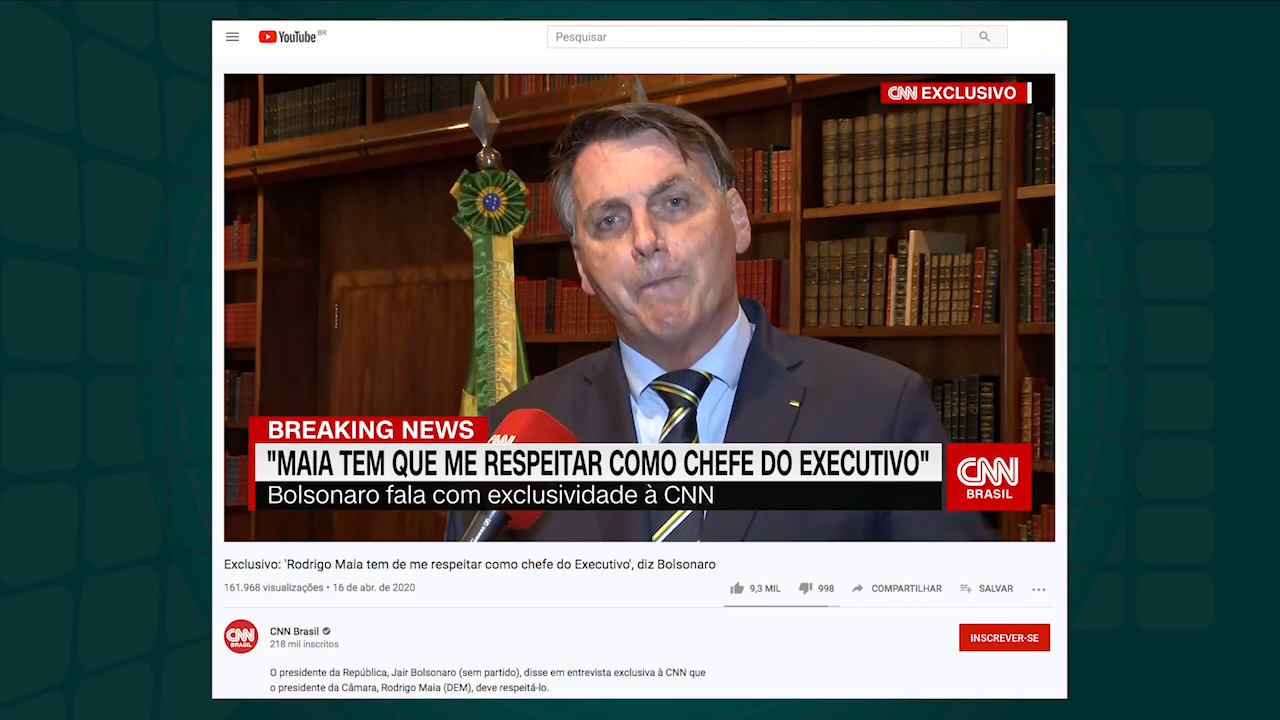 YouTube BR
Pesquisar
CNN EXCLUSIVO
BREAKING NEWS
CNN
"MAIA TEM QUE ME RESPEITAR COMO CHEFE DO EXECUTIVO"
Bolsonaro fala com exclusividade à CNN
CNN
BRASIL
Exclusivo: 'Rodrigo Maia tem de me respeitar como chefe do Executivo', diz Bolsonaro
161.968 visualizações • 16 de abr. de 2020
9,3 MIL 998 COMPARTILHAR SALVAR
CNN
BRASIL
CNN Brasil
218 mil inscritos
INSCREVER-SE
O presidente da República, Jair Bolsonaro (sem partido), disse em entrevista exclusiva à CNN que
o presidente da Câmara, Rodrigo Maia (DEM), deve respeitá-lo.